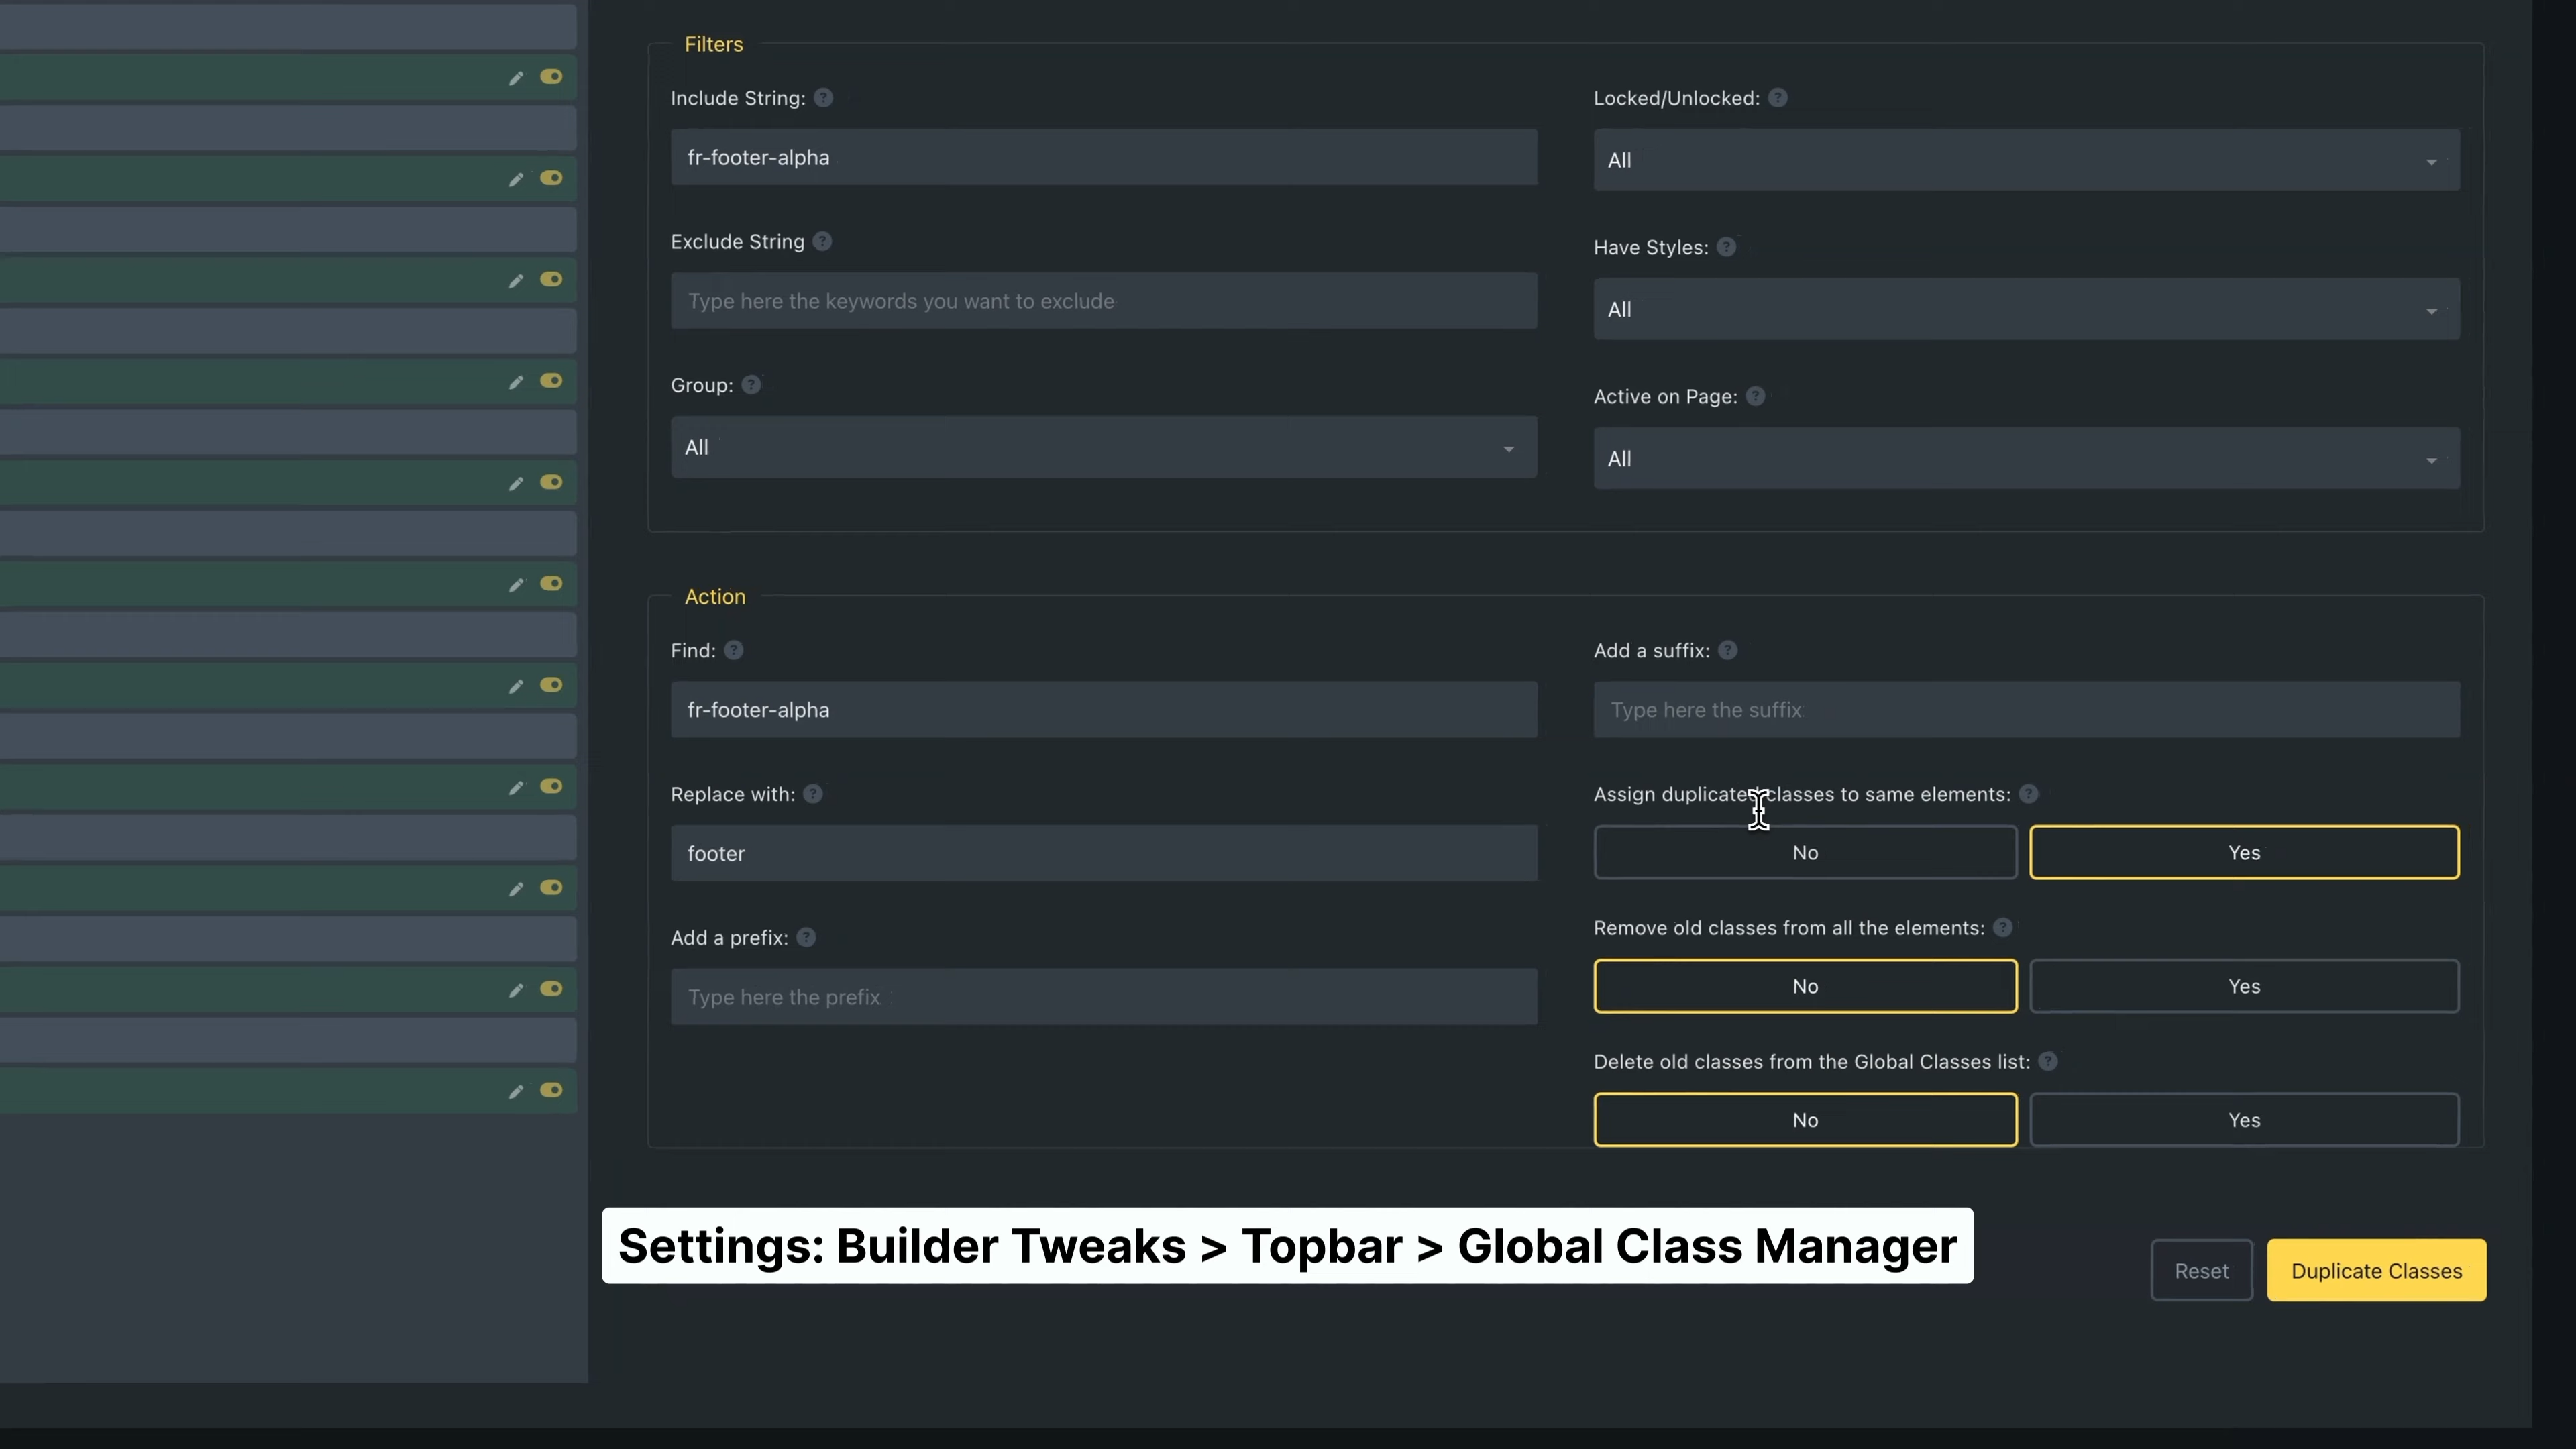 Filters
Include String:
fr-footer-alpha
Locked/Unlocked:
All
Exclude String
Type here the keywords you want to exclude
Have Styles:
All
Group:
All
Active on Page:
All
Action
Find:
fr-footer-alpha
Add a suffix:
Type here the suffix
Replace with:
footer
Assign duplicated classes to same elements:
No
Yes
Add a prefix:
Type here the prefix
Remove old classes from all the elements:
No
Yes
Delete old classes from the Global Classes list:
No
Yes
Settings: Builder Tweaks > Topbar > Global Class Manager
Reset
Duplicate Classes